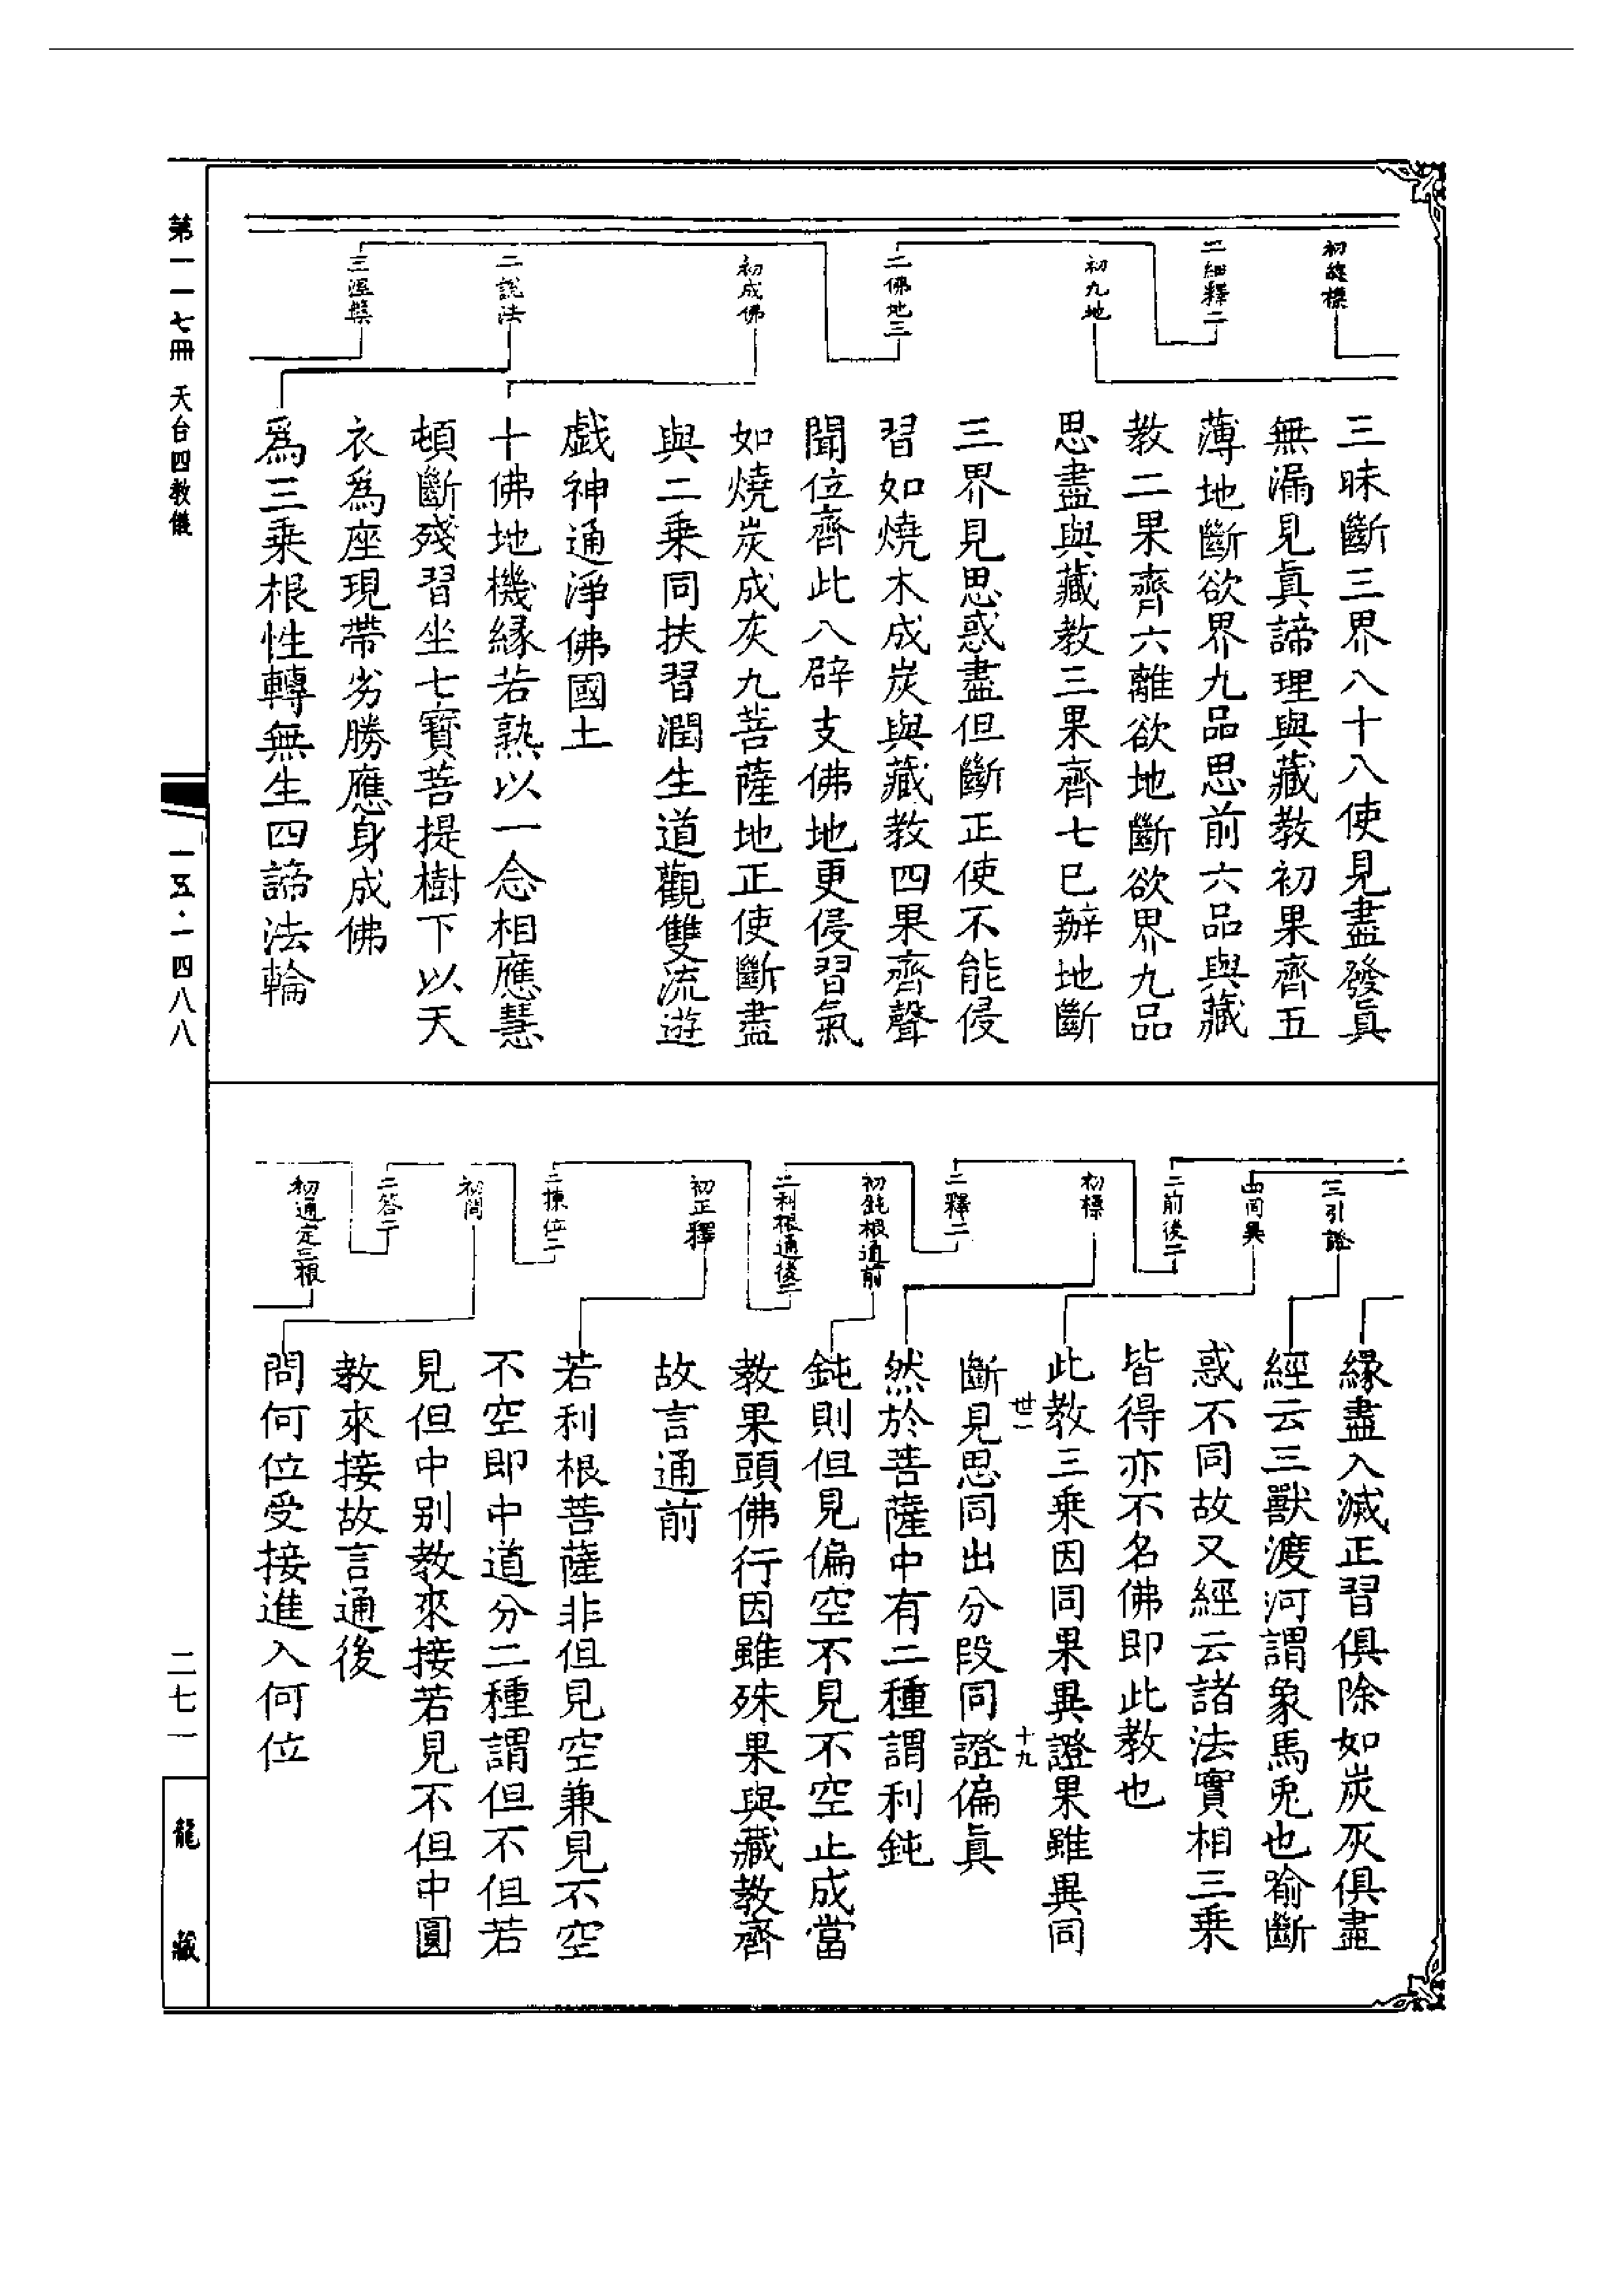 初總標
二細釋二
初九地
二佛地三
初成佛
二說法
三涅槃
三昧斷三界八十八使見盡發眞
無漏見眞諦理與藏教初果齊五
薄地斷欲界九品思前六品與藏
教二果齊六離欲地斷欲界九品
思盡與藏教三果齊七已辦地斷
三界見思惑盡但斷正使不能侵
習如燒木成炭與藏教四果齊聲
聞位齊此八辟支佛地更侵習氣
如燒炭成灰九菩薩地正使斷盡
與二乘同扶習潤生道觀雙流遊
戲神通淨佛國土
十佛地機緣若熟以一念相應慧
頓斷殘習坐七寶菩提樹下以天
衣爲座現帶劣勝應身成佛
爲三乘根性轉無生四諦法輪
三引證
四同異
二前後二
初標
二釋二
初鈍根通前
二利根通後二
初正釋
二揀位二
初問
二答二
初通定三根
緣盡入滅正習俱除如炭灰俱盡
經云三獸渡河謂象馬兎也喻斷
惑不同故又經云諸法實相三乘
皆得亦不名佛即此教也
此教三乘因同果異證果雖異同
世一
十九
斷見思同出分段同證偏眞
然於菩薩中有二種謂利鈍
鈍則但見偏空不見不空止成當
教果頭佛行因雖殊果與藏教齊
故言通前
若利根菩薩非但見空兼見不空
不空即中道分二種謂但不但若
見但中別教來接若見不但中圓
教來接故言通後
問何位受接進入何位
第一一七冊 天台四教儀
一五·一四八八
二七一
龍藏